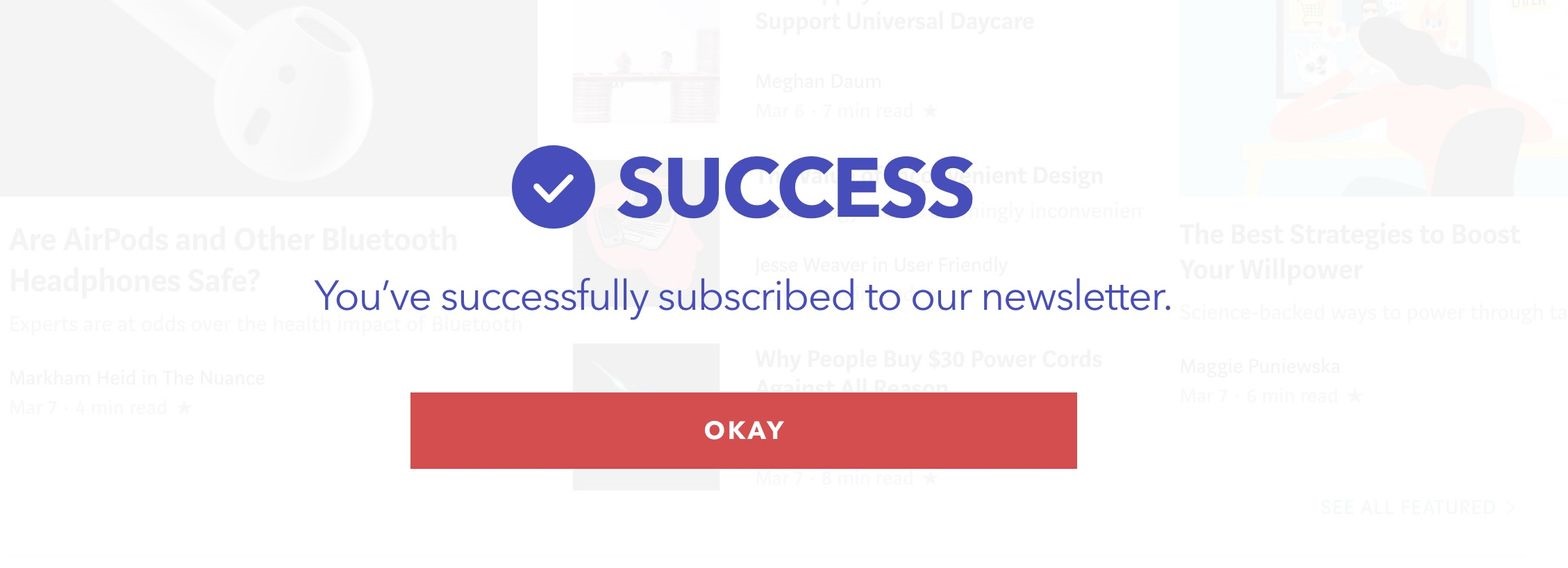 Support Universal Daycare
Meghan Daum
Mar 6 · 7 min read ★
SUCCESS
enient Design
ingly inconvenien
Jesse Weaver in User Friendly
You’ve successfully subscribed to our newsletter.
Are AirPods and Other Bluetooth
Headphones Safe?
Experts are at odds over the health impact of Bluetooth
Markham Heid in The Nuance
Mar 7 · 4 min read ★
Why People Buy $30 Power Cords
Against All Reason
OKAY
Mar 7 · 8 min read ★
The Best Strategies to Boost
Your Willpower
Science-backed ways to power through ta
Maggie Puniewska
Mar 7 · 6 min read ★
SEE ALL FEATURED >